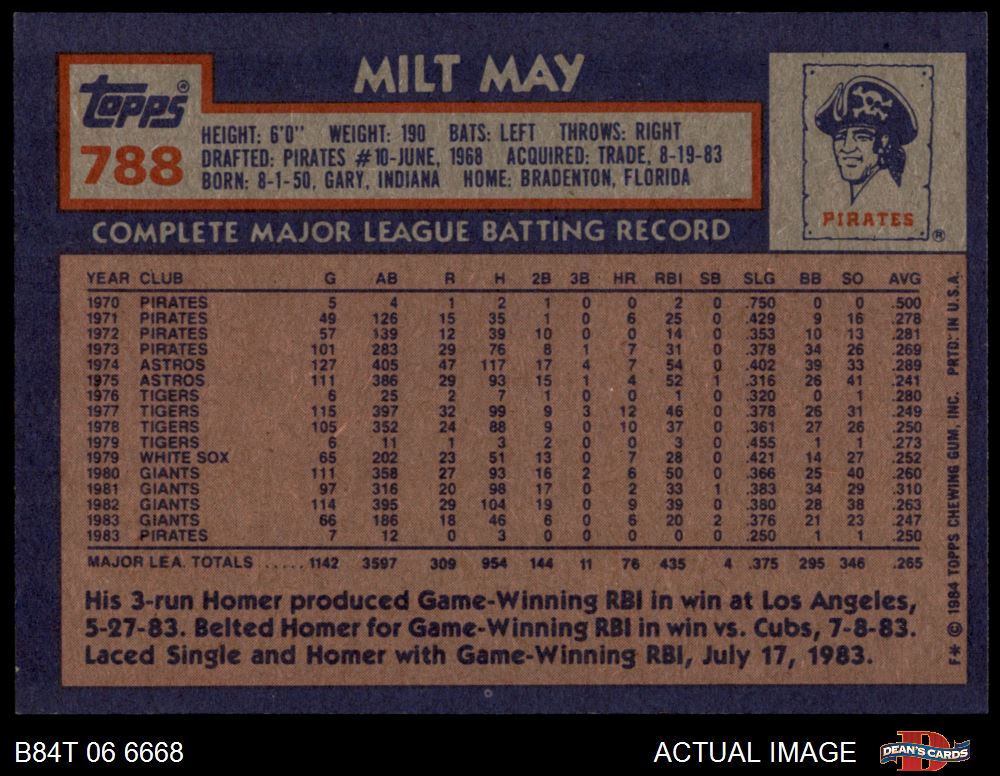 MILT MAY
Topps®
788
HEIGHT: 6'0" WEIGHT: 190 BATS: LEFT THROWS: RIGHT
DRAFTED: PIRATES #10-JUNE, 1968 ACQUIRED: TRADE, 8-19-83
BORN: 8-1-50, GARY, INDIANA HOME: BRADENTON, FLORIDA
PIRATES ®
COMPLETE MAJOR LEAGUE BATTING RECORD
YEAR CLUB G AB R H 2B 3B HR RBI SB SLG BB SO AVG
1970 PIRATES 5 4 1 2 1 0 0 2 0 .750 0 0 .500
1971 PIRATES 49 126 15 35 1 0 6 25 0 .429 9 16 .278
1972 PIRATES 57 139 12 39 10 0 0 14 0 .353 10 13 .281
1973 PIRATES 101 283 29 76 8 1 7 31 0 .378 34 26 .269
1974 ASTROS 127 405 47 117 17 4 7 54 0 .402 39 33 .289
1975 ASTROS 111 386 29 93 15 1 4 52 1 .316 26 41 .241
1976 TIGERS 6 25 2 7 1 0 0 1 0 .320 0 1 .280
1977 TIGERS 115 397 32 99 9 3 12 46 0 .378 26 31 .249
1978 TIGERS 105 352 24 88 9 0 10 37 0 .361 27 26 .250
1979 TIGERS 6 11 1 3 2 0 0 3 0 .455 1 1 .273
1979 WHITE SOX 65 202 23 51 13 0 7 28 0 .421 14 27 .252
1980 GIANTS 111 358 27 93 16 2 6 50 0 .366 25 40 .260
1981 GIANTS 97 316 20 98 17 0 2 33 1 .383 34 29 .310
1982 GIANTS 114 395 29 104 19 0 9 39 0 .380 28 38 .263
1983 GIANTS 66 186 18 46 6 0 6 20 2 .376 21 23 .247
1983 PIRATES 7 12 0 3 0 0 0 0 0 .250 1 1 .250
MAJOR LEA. TOTALS ..... 1142 3597 309 954 144 11 76 435 4 .375 295 346 .265
His 3-run Homer produced Game-Winning RBI in win at Los Angeles,
5-27-83. Belted Homer for Game-Winning RBI in win vs. Cubs, 7-8-83.
Laced Single and Homer with Game-Winning RBI, July 17, 1983.
F* © 1984 TOPPS CHEWING GUM, INC. PRTD. IN U.S.A.
B84T 06 6668
ACTUAL IMAGE
D
DEAN'S CARDS